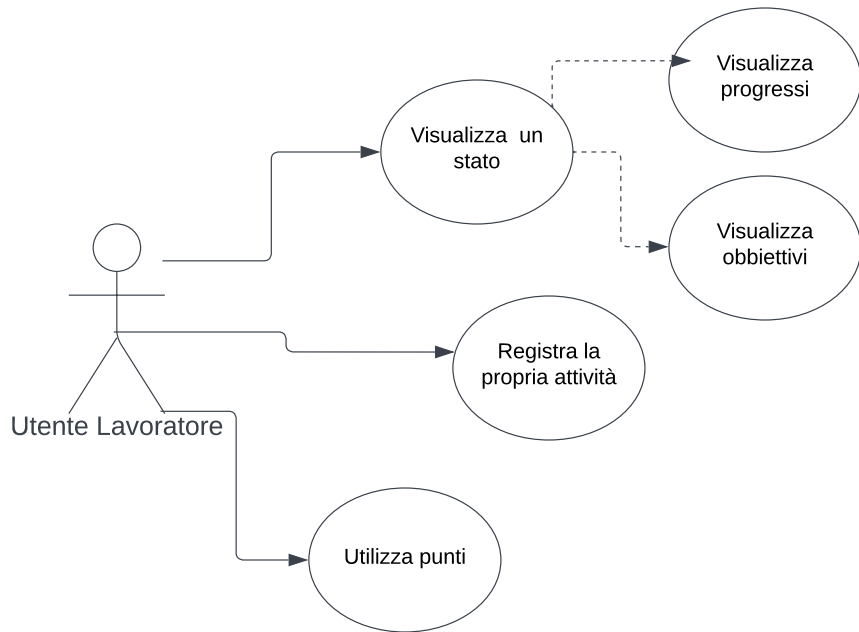 Visualizza
progressi
Visualizza un
stato
Visualizza
obbiettivi
Registra la
propria attività
Utente Lavoratore
Utilizza punti